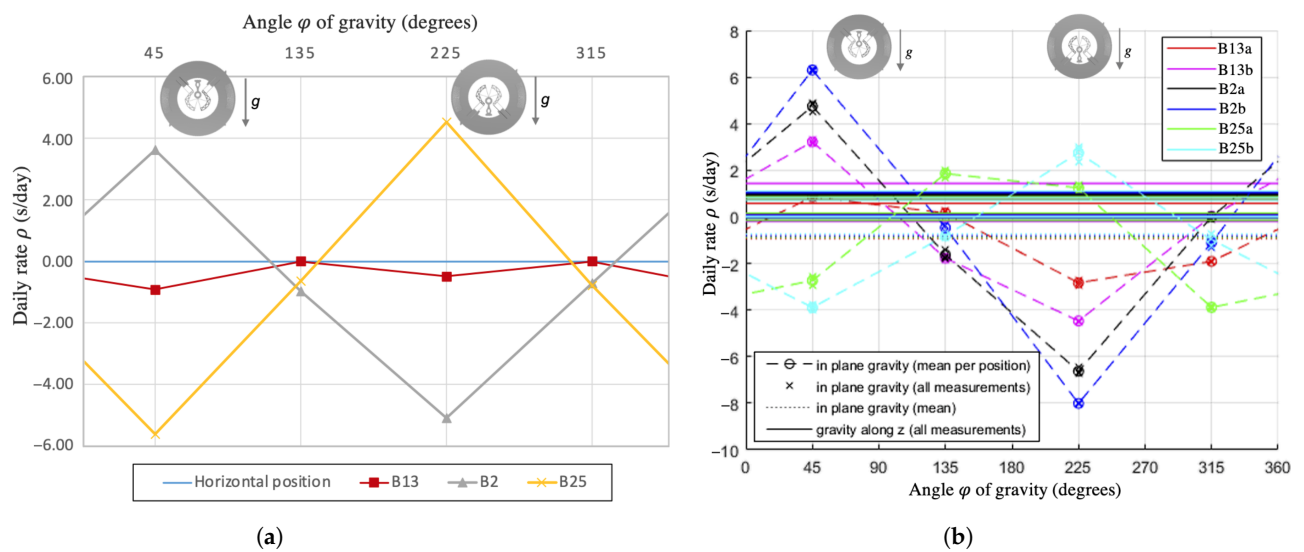 Angle φ of gravity (degrees)
45 135 225 315
6.00
4.00
2.00
0.00
−2.00
−4.00
−6.00
Daily rate ρ (s/day)
g
g
Horizontal position B13 B2 B25
(a)
8
6
4
2
0
−2
−4
−6
−8
−10
Daily rate ρ (s/day)
g
g
B13a
B13b
B2a
B2b
B25a
B25b
in plane gravity (mean per position)
in plane gravity (all measurements)
in plane gravity (mean)
gravity along z (all measurements)
0 45 90 135 180 225 270 315 360
Angle φ of gravity (degrees)
(b)